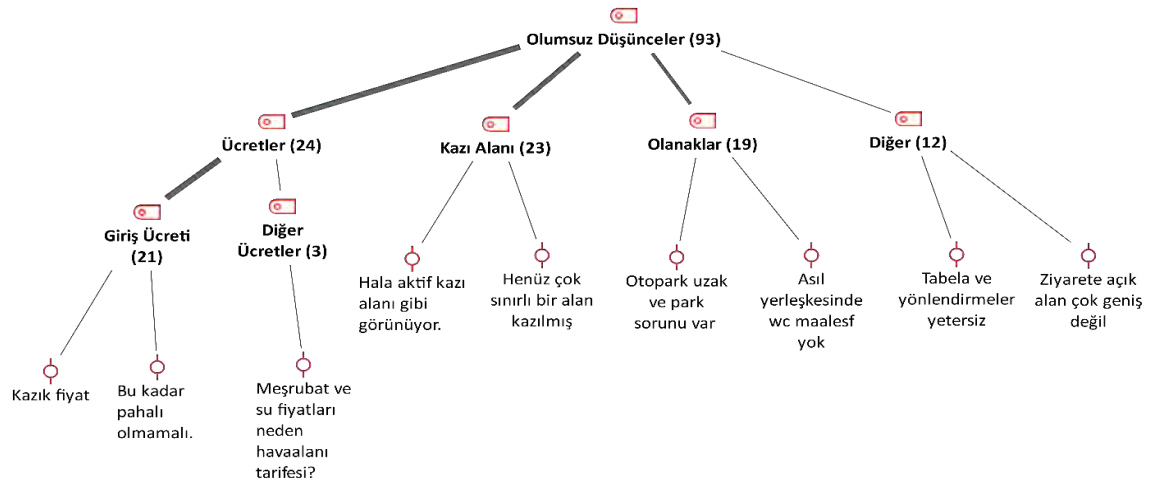 Olumsuz Düşünceler (93)
Ücretler (24)
Kazı Alanı (23)
Olanaklar (19)
Diğer (12)
Giriş Ücreti
(21)
Diğer
Ücretler (3)
Hala aktif kazı
alanı gibi
görünüyor.
Henüz çok
sınırlı bir alan
kazılmış
Otopark uzak
ve park
sorunu var
Asıl
yerleşkesinde
wc maalesf
yok
Tabela ve
yönlendirmeler
yetersiz
Ziyarete açık
alan çok geniş
değil
Kazık fiyat
Bu kadar
pahalı
olmamalı.
Meşrubat ve
su fiyatları
neden
havaalanı
tarifesi?